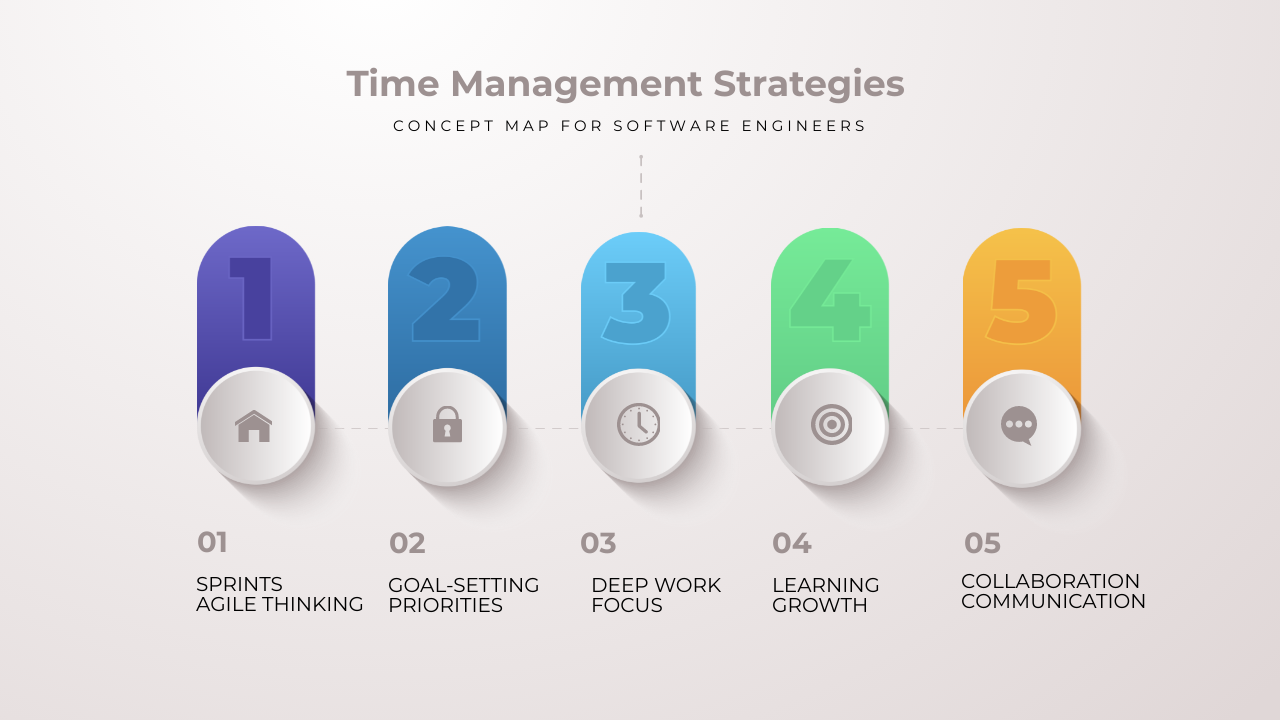 Time Management Strategies
CONCEPT MAP FOR SOFTWARE ENGINEERS
1
2
3
4
5
01
SPRINTS
AGILE THINKING
02
GOAL-SETTING
PRIORITIES
03
DEEP WORK
FOCUS
04
LEARNING
GROWTH
05
COLLABORATION
COMMUNICATION